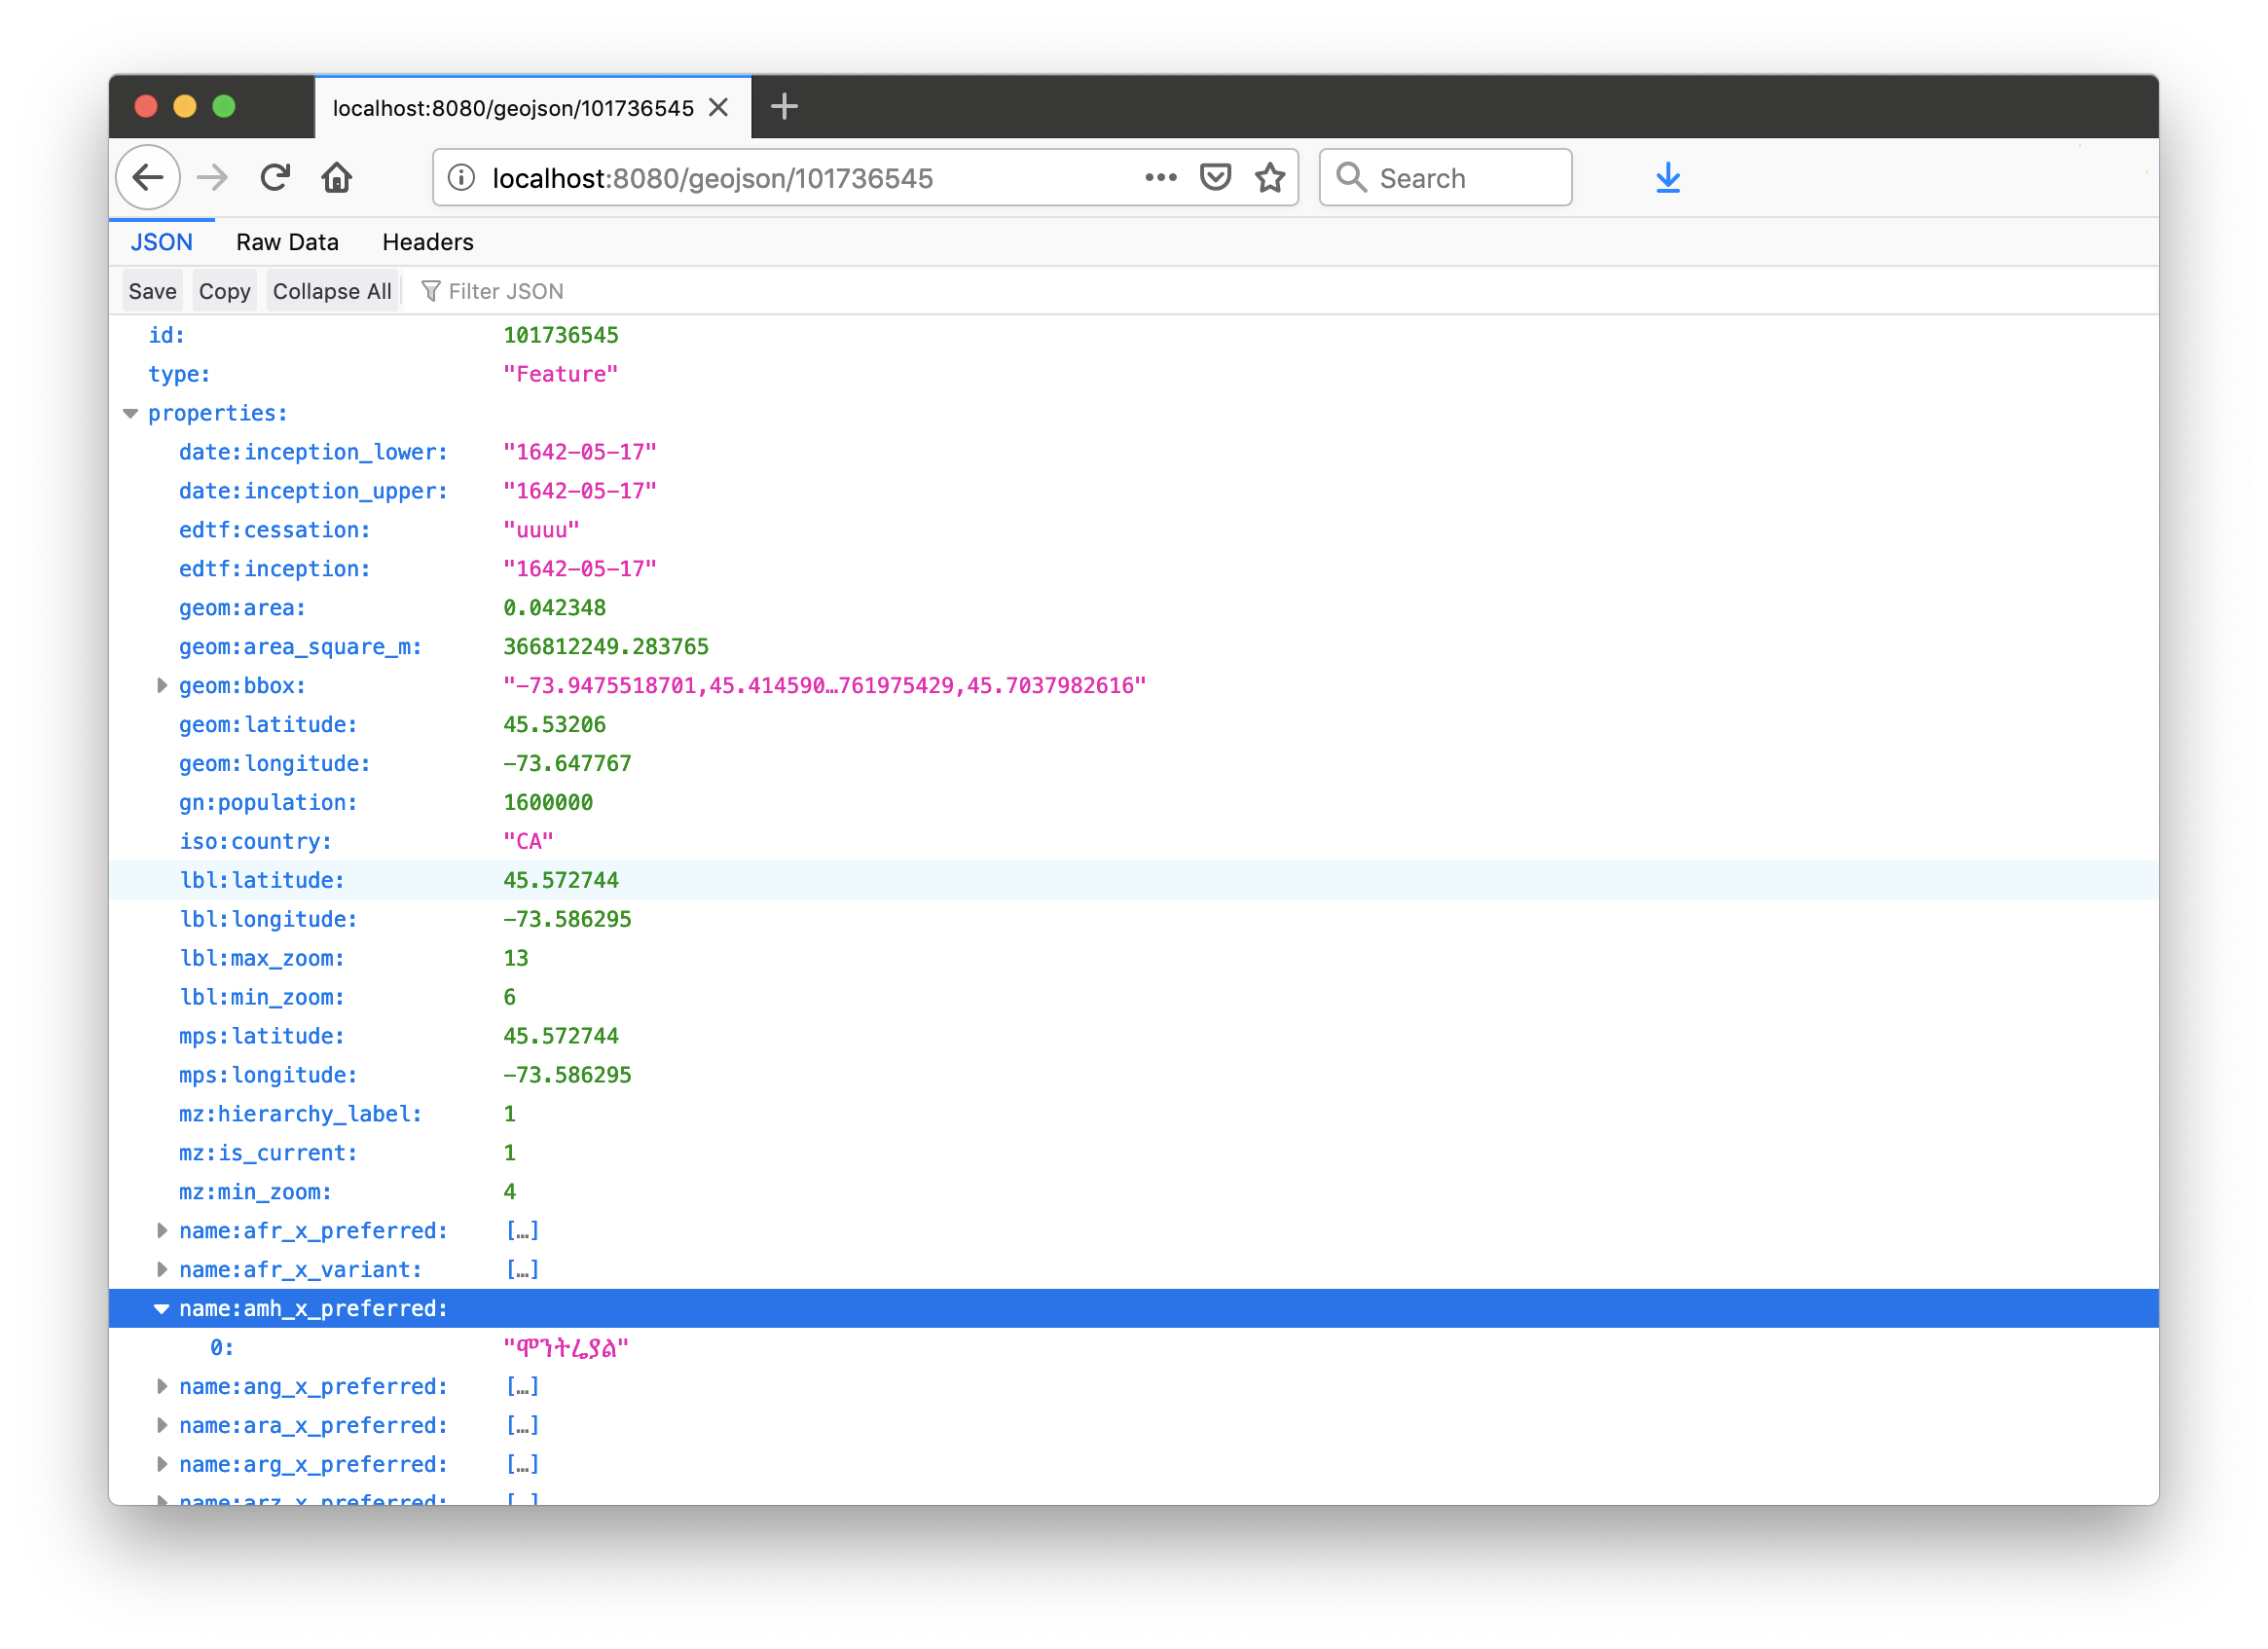 localhost:8080/geojson/101736545
localhost:8080/geojson/101736545 Search
JSON Raw Data Headers
Save Copy Collapse All Filter JSON
id: 101736545
type: "Feature"
properties:
date:inception_lower: "1642-05-17"
date:inception_upper: "1642-05-17"
edtf:cessation: "uuuu"
edtf:inception: "1642-05-17"
geom:area: 0.042348
geom:area_square_m: 366812249.283765
geom:bbox: "-73.9475518701,45.414590…761975429,45.7037982616"
geom:latitude: 45.53206
geom:longitude: -73.647767
gn:population: 1600000
iso:country: "CA"
lbl:latitude: 45.572744
lbl:longitude: -73.586295
lbl:max_zoom: 13
lbl:min_zoom: 6
mps:latitude: 45.572744
mps:longitude: -73.586295
mz:hierarchy_label: 1
mz:is_current: 1
mz:min_zoom: 4
name:afr_x_preferred: […]
name:afr_x_variant: […]
name:amh_x_preferred:
0: "ሞንትሬያል"
name:ang_x_preferred: […]
name:ara_x_preferred: […]
name:arg_x_preferred: […]
name:arz_x_preferred: […]